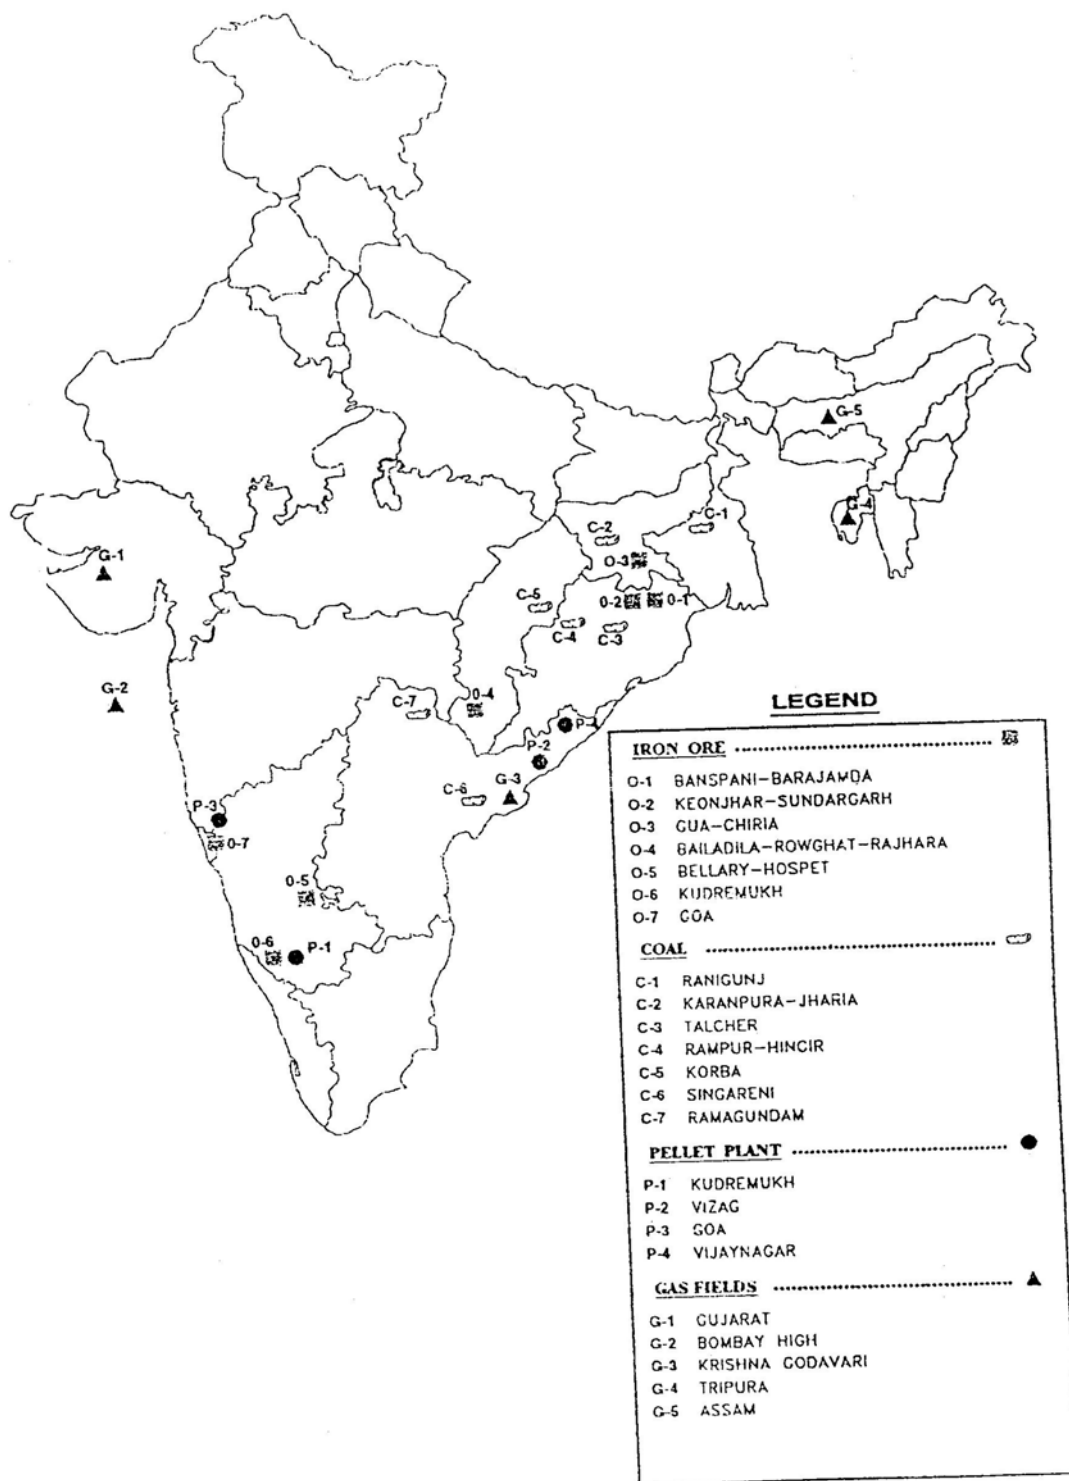 G-5
G-4
C-1
C-2
O-3
G-1
C-5
O-2
O-1
C-4
C-3
G-2
C-7
O-4
P-4
P-2
G-3
C-6
P-3
O-7
O-5
O-6
P-1
LEGEND
IRON ORE ........................................
O-1 BANSPANI-BARAJAMDA
O-2 KEONJHAR-SUNDARGARH
O-3 GUA-CHIRIA
O-4 BAILADILA-ROWGHAT-RAJHARA
O-5 BELLARY-HOSPET
O-6 KUDREMUKH
O-7 GOA
COAL ........................................
C-1 RANIGUNJ
C-2 KARANPURA-JHARIA
C-3 TALCHER
C-4 RAMPUR-HINGIR
C-5 KORBA
C-6 SINGARENI
C-7 RAMAGUNDAM
PELLET PLANT ........................................
P-1 KUDREMUKH
P-2 VIZAG
P-3 GOA
P-4 VIJAYNAGAR
GAS FIELDS ........................................
G-1 GUJARAT
G-2 BOMBAY HIGH
G-3 KRISHNA GODAVARI
G-4 TRIPURA
G-5 ASSAM